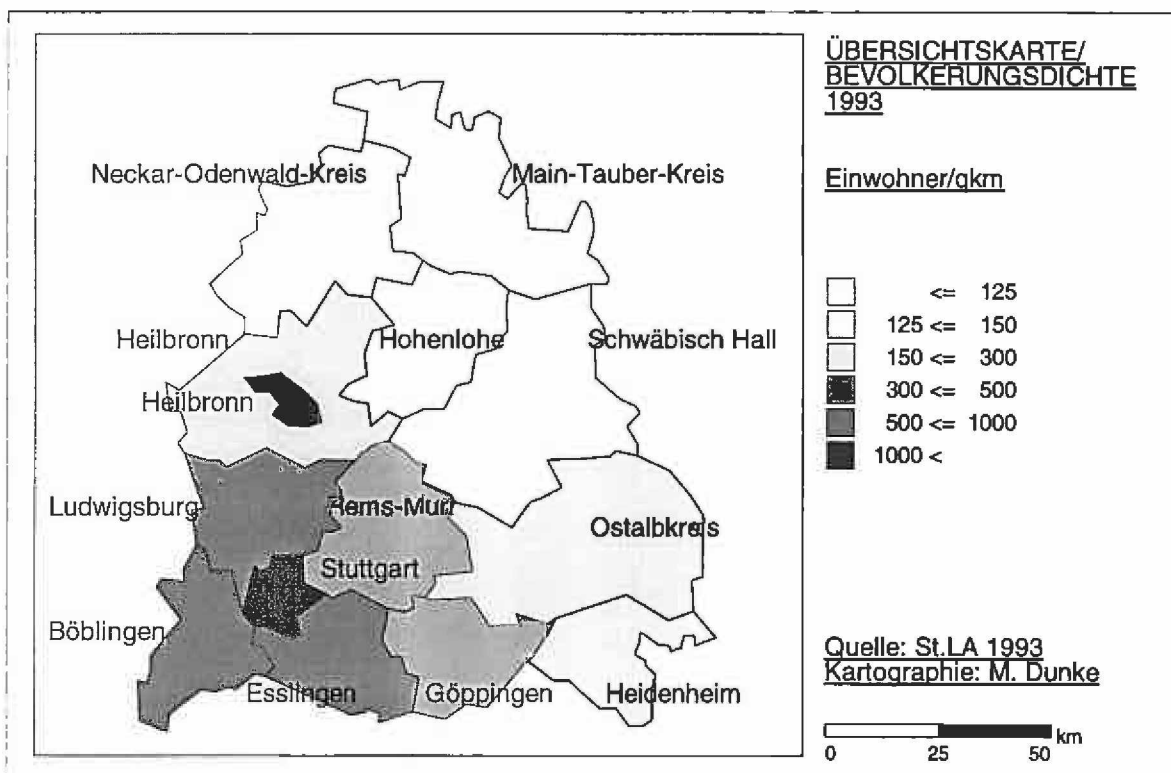 ÜBERSICHTSKARTE/
BEVOLKERUNGSDICHTE
1993
Einwohner/qkm
<= 125
125 <= 150
150 <= 300
300 <= 500
500 <= 1000
1000 <
Neckar-Odenwald-Kreis
Main-Tauber-Kreis
Heilbronn
Hohenlohe
Schwäbisch Hall
Heilbronn
Ludwigsburg
Rems-Murr
Ostalbkreis
Stuttgart
Böblingen
Esslingen
Göppingen
Heidenheim
Quelle: St.LA 1993
Kartographie: M. Dunke
km
0 25 50